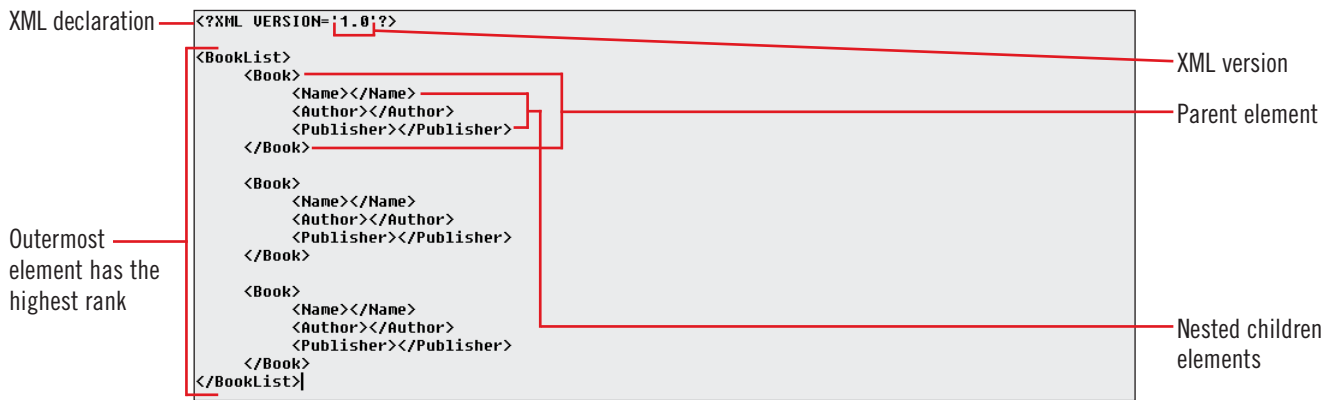 XML declaration
<?XML VERSION='1.0'?>
<BookList>
<Book>
<Name></Name>
<Author></Author>
<Publisher></Publisher>
</Book>
<Book>
<Name></Name>
<Author></Author>
<Publisher></Publisher>
</Book>
<Book>
<Name></Name>
<Author></Author>
<Publisher></Publisher>
</Book>
</BookList>
Outermost
element has the
highest rank
XML version
Parent element
Nested children
elements